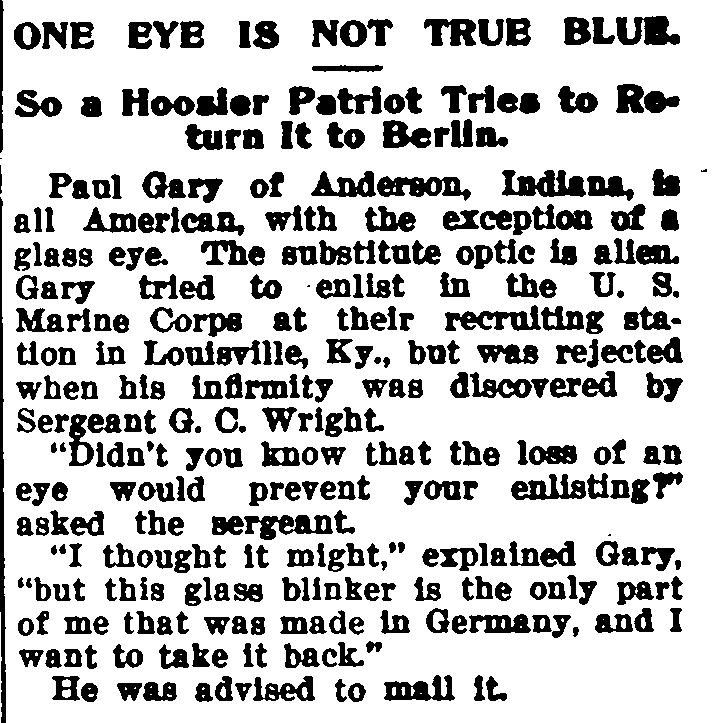 ONE EYE IS NOT TRUE BLUE.
So a Hoosier Patriot Tries to Re-
turn It to Berlin.
Paul Gary of Anderson, Indiana, is
all American, with the exception of a
glass eye. The substitute optic is alien.
Gary tried to enlist in the U. S.
Marine Corps at their recruiting sta-
tion in Louisville, Ky., but was rejected
when his infirmity was discovered by
Sergeant G. C. Wright.
"Didn't you know that the loss of an
eye would prevent your enlisting?"
asked the sergeant.
"I thought it might," explained Gary,
"but this glass blinker is the only part
of me that was made in Germany, and I
want to take it back."
He was advised to mail it.